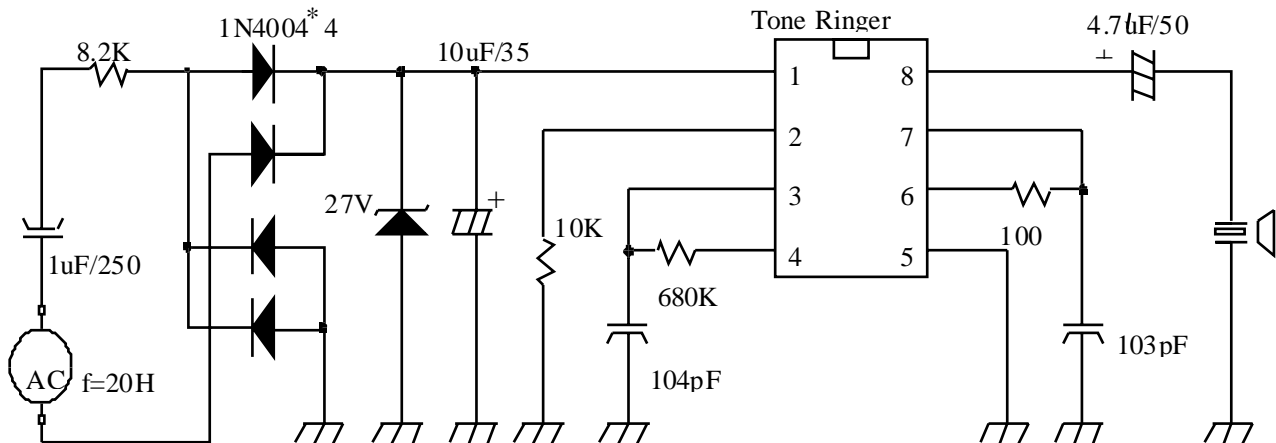 1N4004*4
Tone Ringer
4.7uF/50
8.2K
10uF/35
+
1
8
2
7
3
6
4
5
27V
+
10K
100
680K
1uF/250
103pF
104pF
AC f=20H